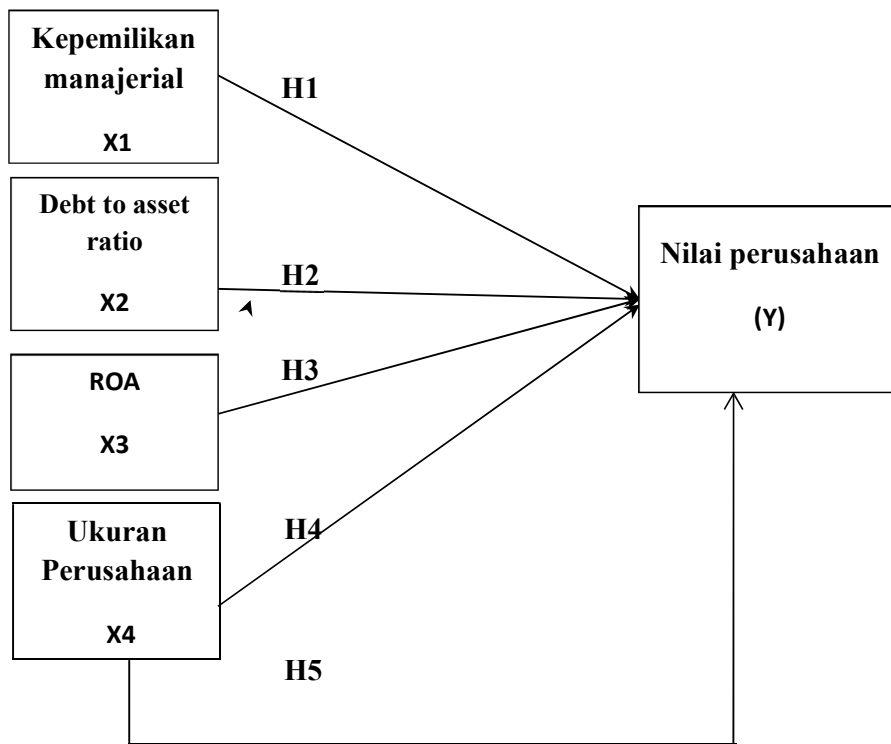 Kepemilikan
manajerial
X1
H1
Debt to asset
ratio
X2
H2
Nilai perusahaan
(Y)
ROA
X3
H3
Ukuran
Perusahaan
X4
H4
H5